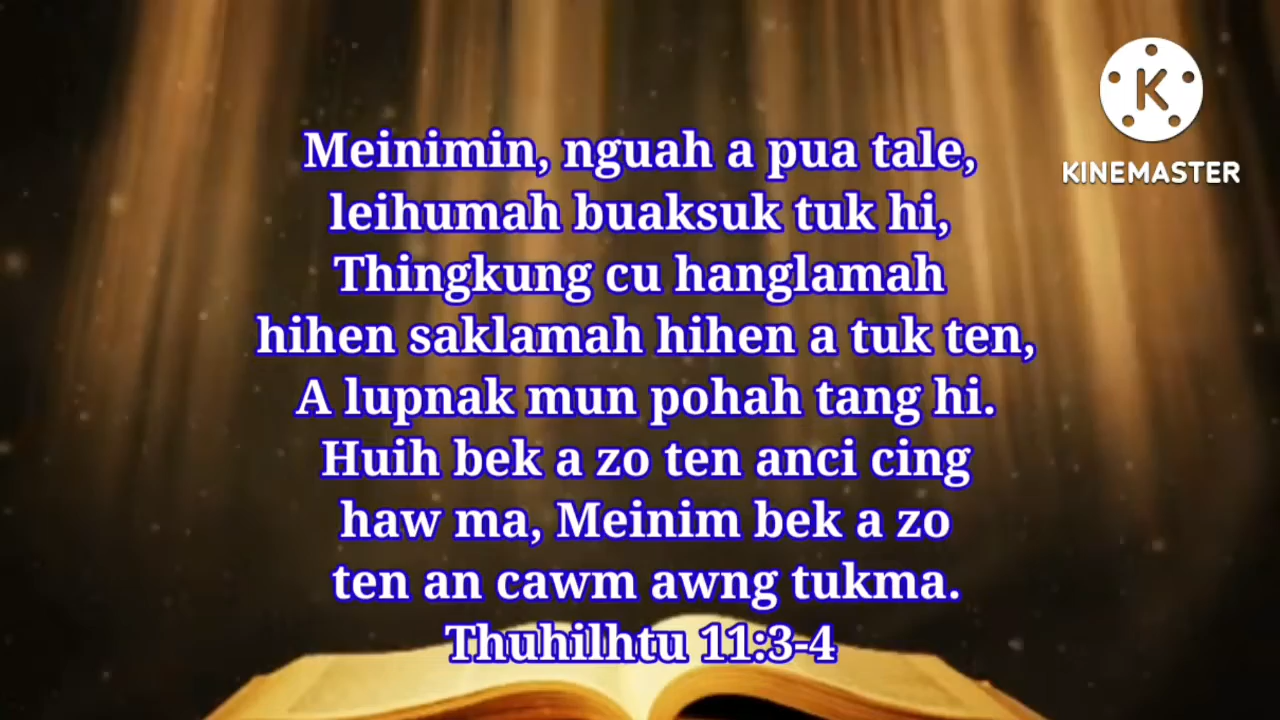 KINEMASTER
Meinimin, nguah a pua tale,
leihumah buaksuk tuk hi,
Thingkung cu hanglamah
hihen saklamah hihen a tuk ten,
A lupnak mun pohah tang hi.
Huih bek a zo ten anci cing
haw ma, Meinim bek a zo
ten an cawm awng tukma.
Thuhilhtu 11:3-4